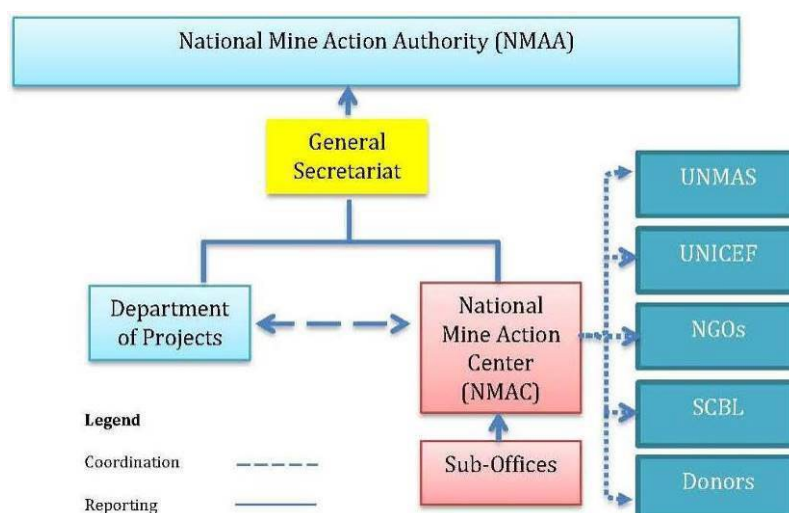 National Mine Action Authority (NMAA)
General
Secretariat
UNMAS
UNICEF
Department
of Projects
National
Mine Action
Center
(NMAC)
NGOs
SCBL
Legend
Coordination
Sub-Offices
Donors
Reporting